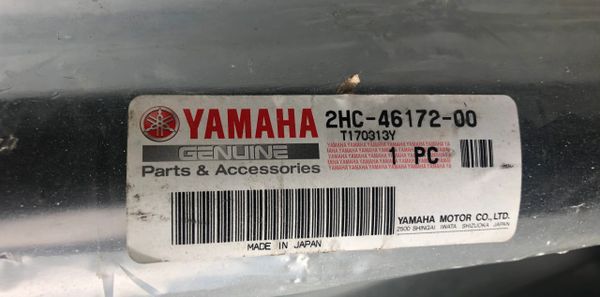 YAMAHA
GENUINE
Parts & Accessories
2HC-46172-00
T170313Y
1 PC
YAMAHA MOTOR CO., LTD.
2500 SHINGAI IWATA SHIZUOKA JAPAN
MADE IN JAPAN